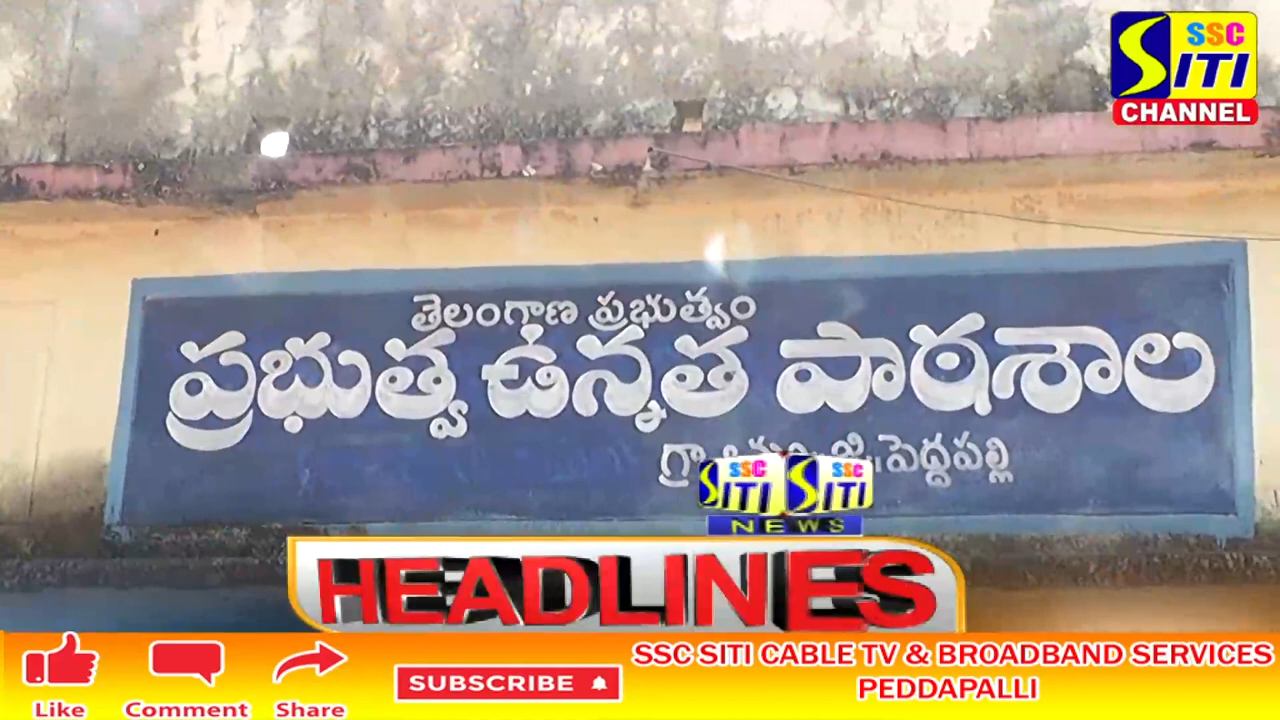 SSC
SITI
CHANNEL
తెలంగాణ ప్రభుత్వం
ప్రభుత్వ ఉన్నత పాఠశాల
గ్రా జి పెద్దపల్లి
SSC SSC
SITI SITI
NEWS
HEADLINES
Like Comment Share
SUBSCRIBE
SSC SITI CABLE TV & BROADBAND SERVICES
PEDDAPALLI